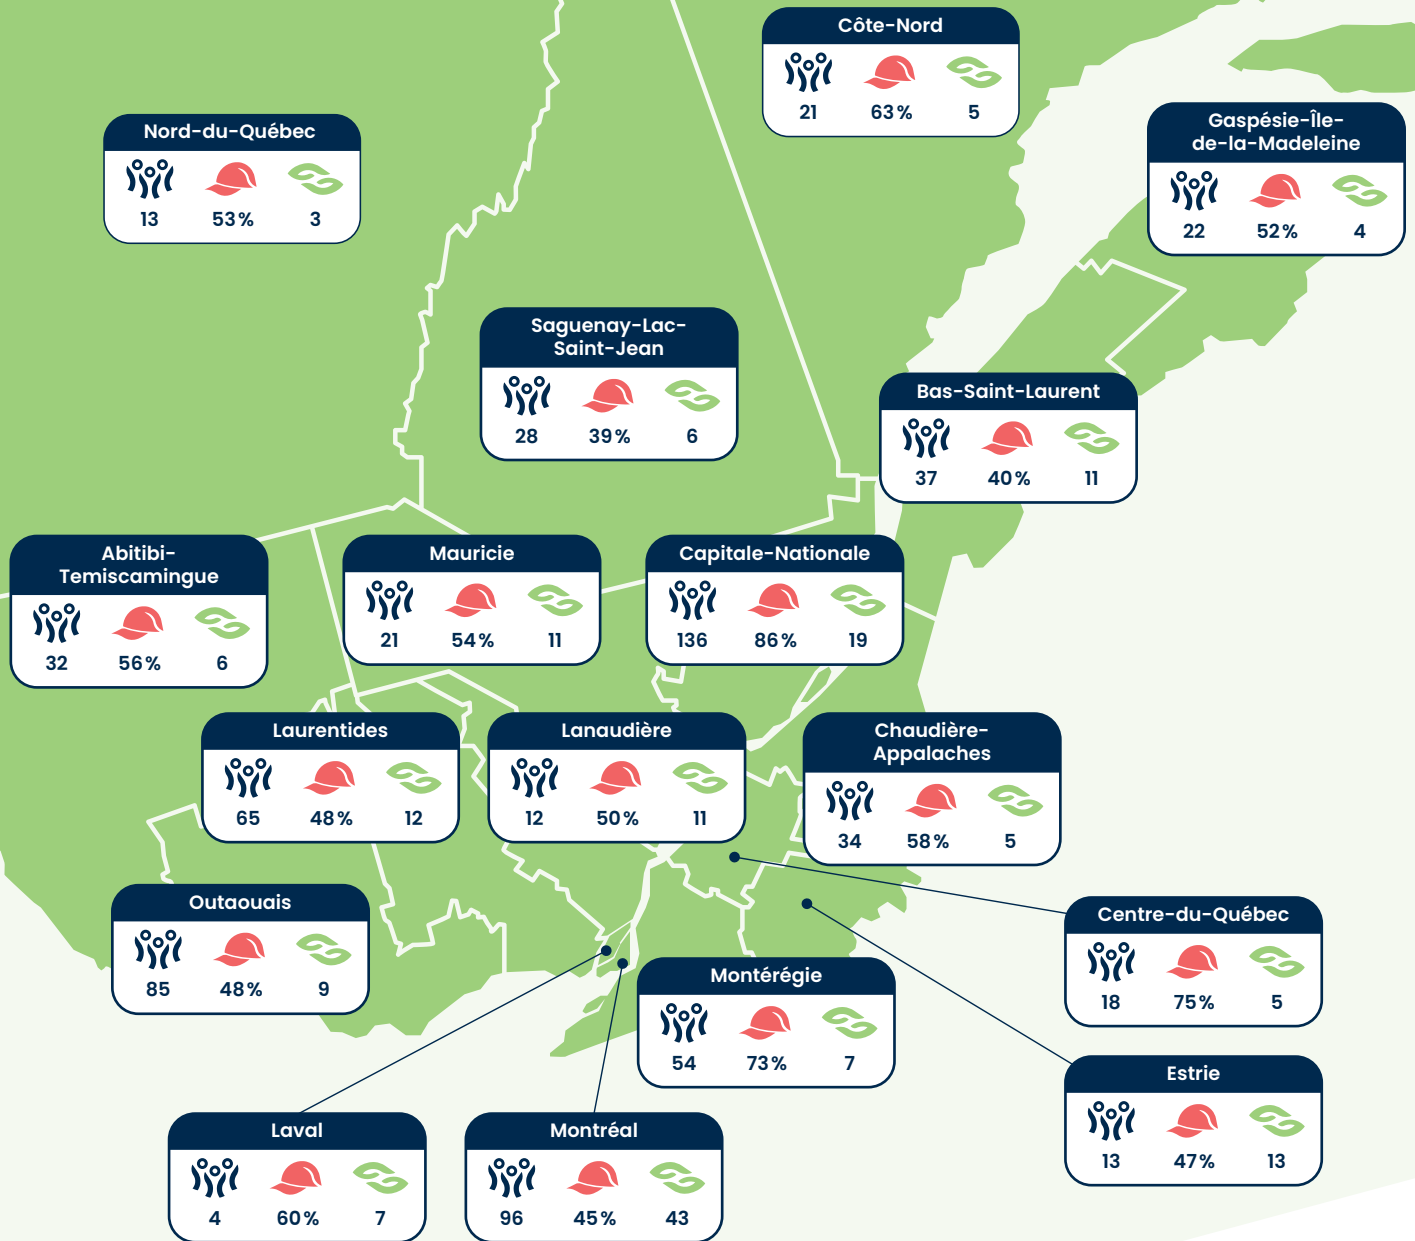 Côte-Nord
21 63% 5
Nord-du-Québec
13 53% 3
Gaspésie-Île-
de-la-Madeleine
22 52% 4
Saguenay-Lac-
Saint-Jean
28 39% 6
Bas-Saint-Laurent
37 40% 11
Abitibi-
Temiscamingue
32 56% 6
Mauricie
21 54% 11
Capitale-Nationale
136 86% 19
Laurentides
65 48% 12
Lanaudière
12 50% 11
Chaudière-
Appalaches
34 58% 5
Outaouais
85 48% 9
Centre-du-Québec
18 75% 5
Montérégie
54 73% 7
Estrie
13 47% 13
Laval
4 60% 7
Montréal
96 45% 43